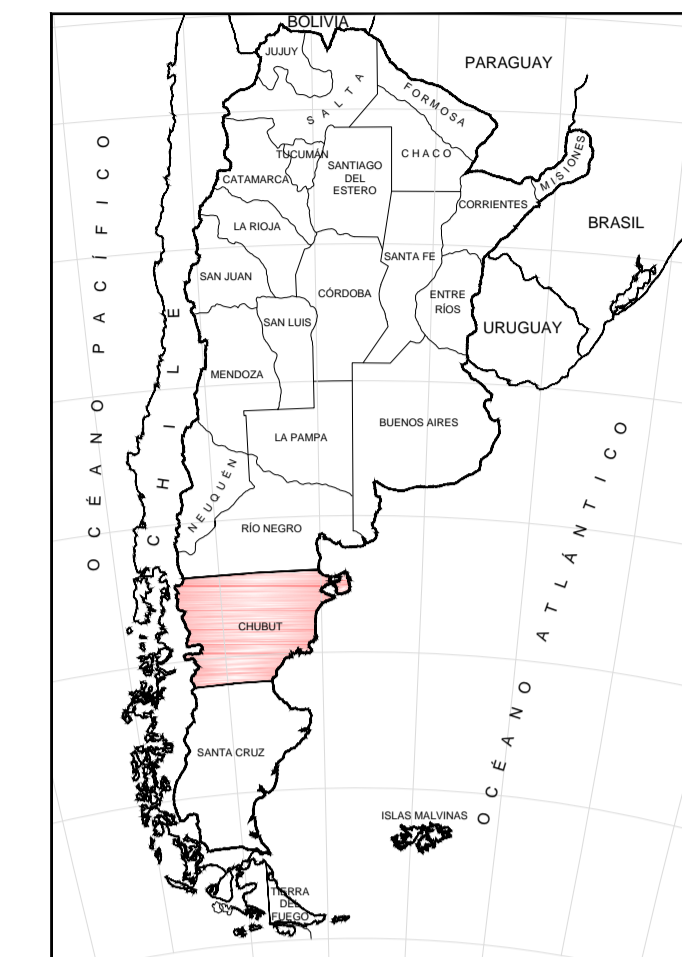 BOLIVIA
JUJUY
PARAGUAY
SALTA
FORMOSA
TUCUMÁN
CHACO
SANTIAGO
DEL
ESTERO
CATAMARCA
MISIONES
CORRIENTES
LA RIOJA
BRASIL
SANTA FE
SAN JUAN
CÓRDOBA
ENTRE
RÍOS
SAN LUIS
URUGUAY
MENDOZA
BUENOS AIRES
LA PAMPA
NEUQUÉN
RÍO NEGRO
CHUBUT
SANTA CRUZ
ISLAS MALVINAS
TIERRA
DEL
FUEGO
OCÉANO PACÍFICO
CHILE
OCÉANO ATLÁNTICO